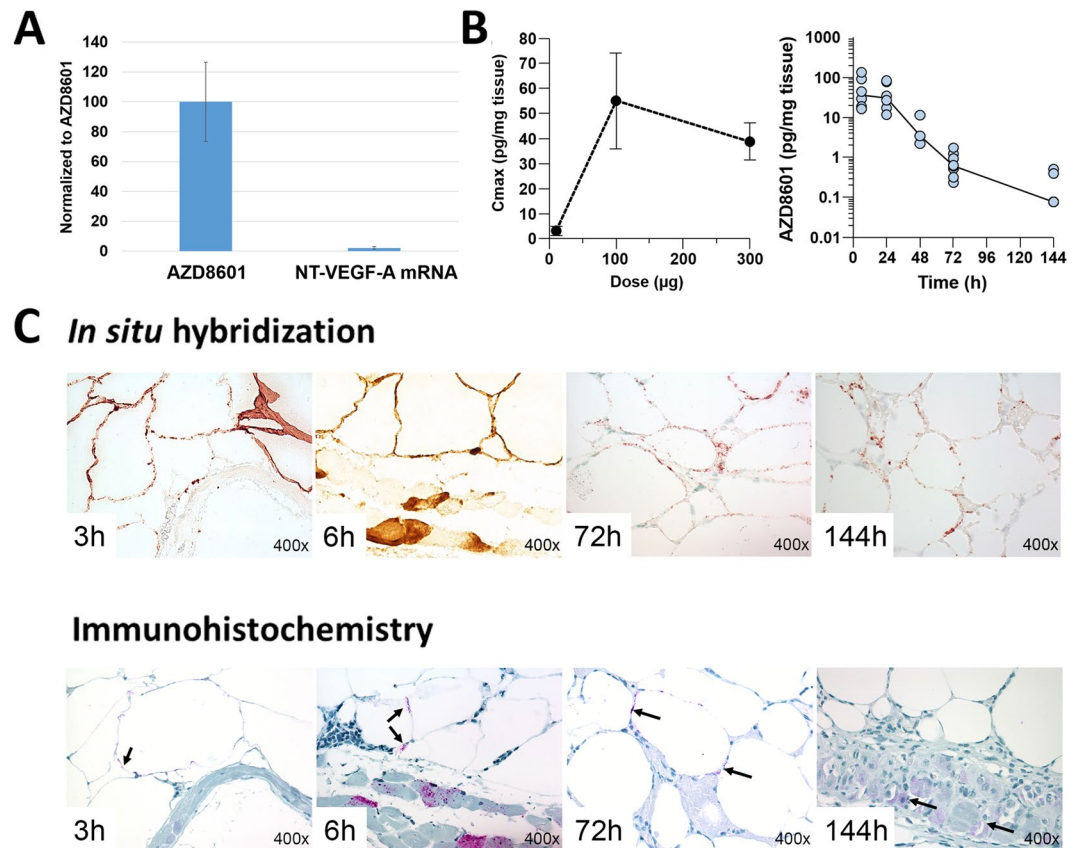 A
140
120
100
80
60
40
20
0
Normalized to AZD8601
AZD8601 NT-VEGF-A mRNA
B
80
70
60
50
40
30
20
10
0
Cmax (pg/mg tissue)
0 100 200 300
Dose (µg)
1000
100
10
1
0.1
0.01
AZD8601 (pg/mg tissue)
0 24 48 72 96 120 144
Time (h)
C In situ hybridization
3h 400x
6h 400x
72h 400x
144h 400x
Immunohistochemistry
3h 400x
6h 400x
72h 400x
144h 400x